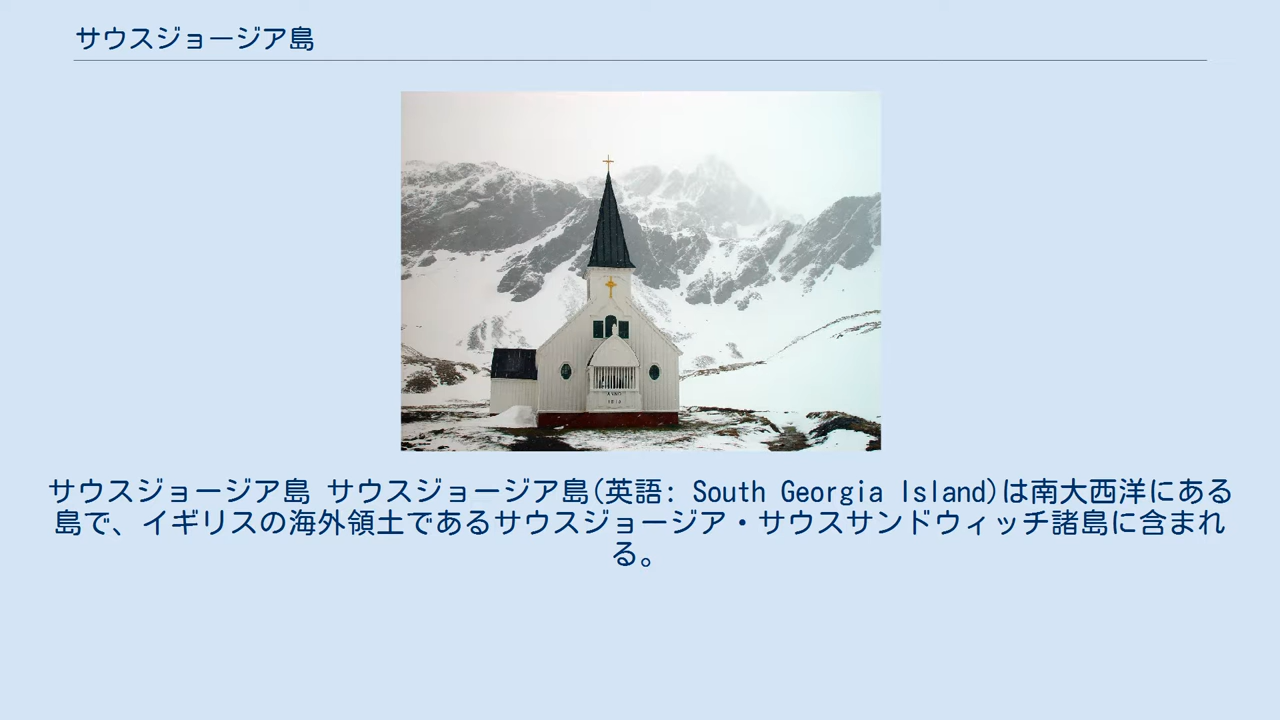 サウスジョージア島
サウスジョージア島 サウスジョージア島(英語: South Georgia Island)は南大西洋にある
島で、イギリスの海外領土であるサウスジョージア・サウスサンドウィッチ諸島に含まれ
る。